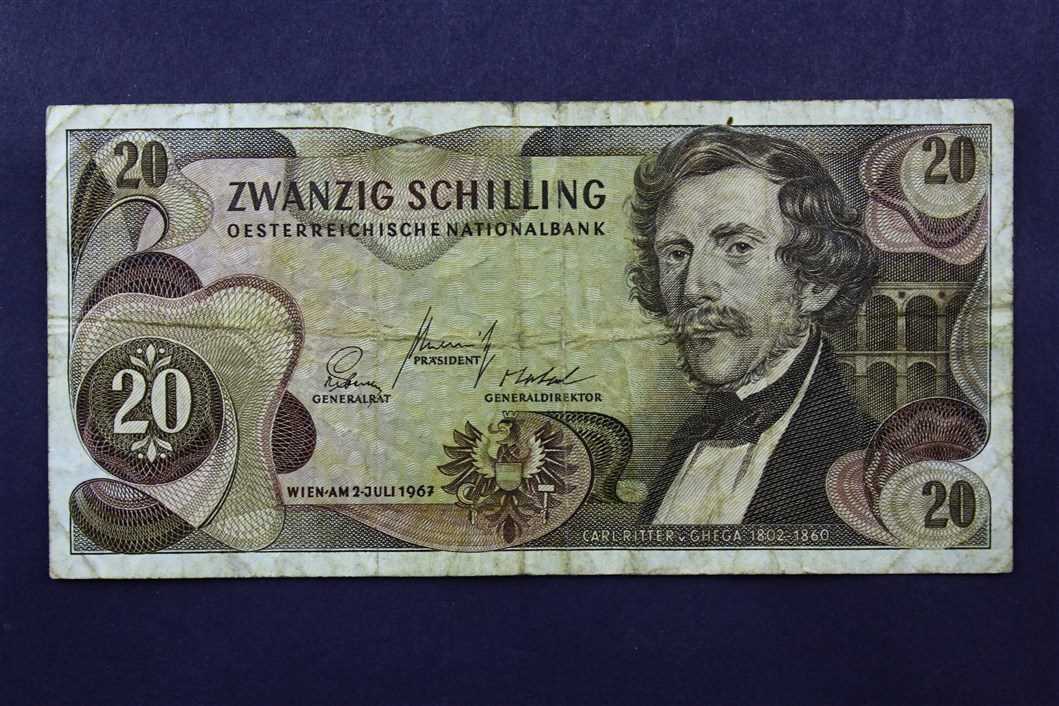 20
20
ZWANZIG SCHILLING
OESTERREICHISCHE NATIONALBANK
PRÄSIDENT
GENERALRAT
GENERALDIREKTOR
20
WIEN·AM 2·JULI 1967
20
CARL RITTER v. GHEGA 1802-1860